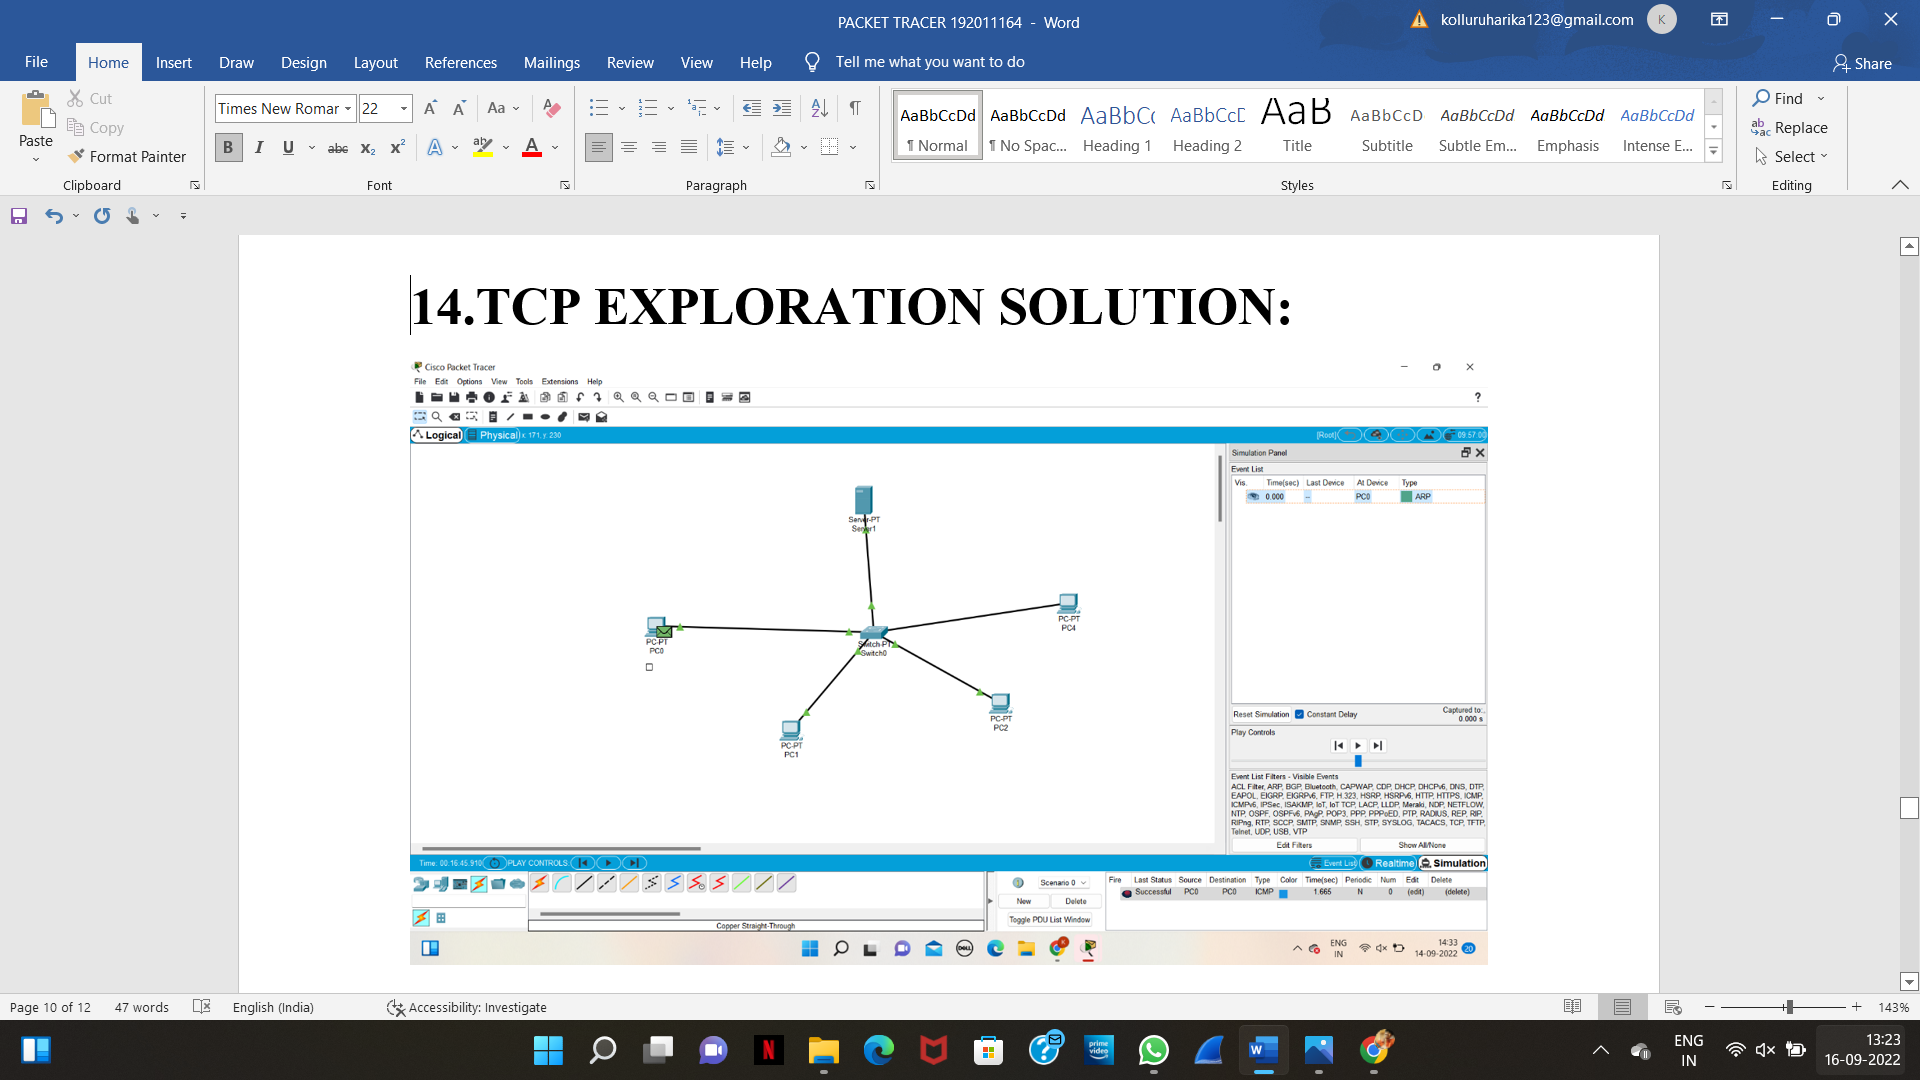 PACKET TRACER 192011164 - Word
kolluruharika123@gmail.com
K
File Home Insert Draw Design Layout References Mailings Review View Help Tell me what you want to do
Share
Paste
Cut
Copy
Format Painter
Clipboard
Times New Roman 22
Font
Paragraph
AaBbCcDd AaBbCcDd AaBbCc AaBbCcD AaB AaBbCcD AaBbCcDd AaBbCcDd AaBbCcDd
¶ Normal ¶ No Spac... Heading 1 Heading 2 Title Subtitle Subtle Em... Emphasis Intense E...
Styles
Find
Replace
Select
Editing
14.TCP EXPLORATION SOLUTION:
Cisco Packet Tracer
File Edit Options View Tools Extensions Help
Logical Physical x: 171, y: 230
[Root] 09:57:00
Server-PT
Server1
PC-PT
PC4
PC-PT
PC0
Switch-PT
Switch0
PC-PT
PC2
PC-PT
PC1
Simulation Panel
Event List
Vis. Time(sec) Last Device At Device Type
0.000 -- PC0 ARP
Reset Simulation Constant Delay
Captured to:
0.000 s
Play Controls
Event List Filters - Visible Events
ACL Filter, ARP, BGP, Bluetooth, CAPWAP, CDP, DHCP, DHCPv6, DNS, DTP,
EAPOL, EIGRP, EIGRPv6, FTP, H.323, HSRP, HSRPv6, HTTP, HTTPS, ICMP,
ICMPv6, IPSec, ISAKMP, IoT, IoT TCP, LACP, LLDP, Meraki, NDP, NETFLOW,
NTP, OSPF, OSPFv6, PAgP, POP3, PPP, PPPoED, PTP, RADIUS, REP, RIP,
RIPng, RTP, SCCP, SMTP, SNMP, SSH, STP, SYSLOG, TACACS, TCP, TFTP,
Telnet, UDP, USB, VTP
Edit Filters Show All/None
Time: 00:16:45.910 PLAY CONTROLS:
Event List Realtime Simulation
Scenario 0
New Delete
Toggle PDU List Window
Fire Last Status Source Destination Type Color Time(sec) Periodic Num Edit Delete
Successful PC0 PC0 ICMP 1.665 N 0 (edit) (delete)
Copper Straight-Through
DELL
ENG
IN
14:33
14-09-2022
20
Page 10 of 12 47 words English (India) Accessibility: Investigate
143%
N
prime
video
W
ENG
IN
13:23
16-09-2022